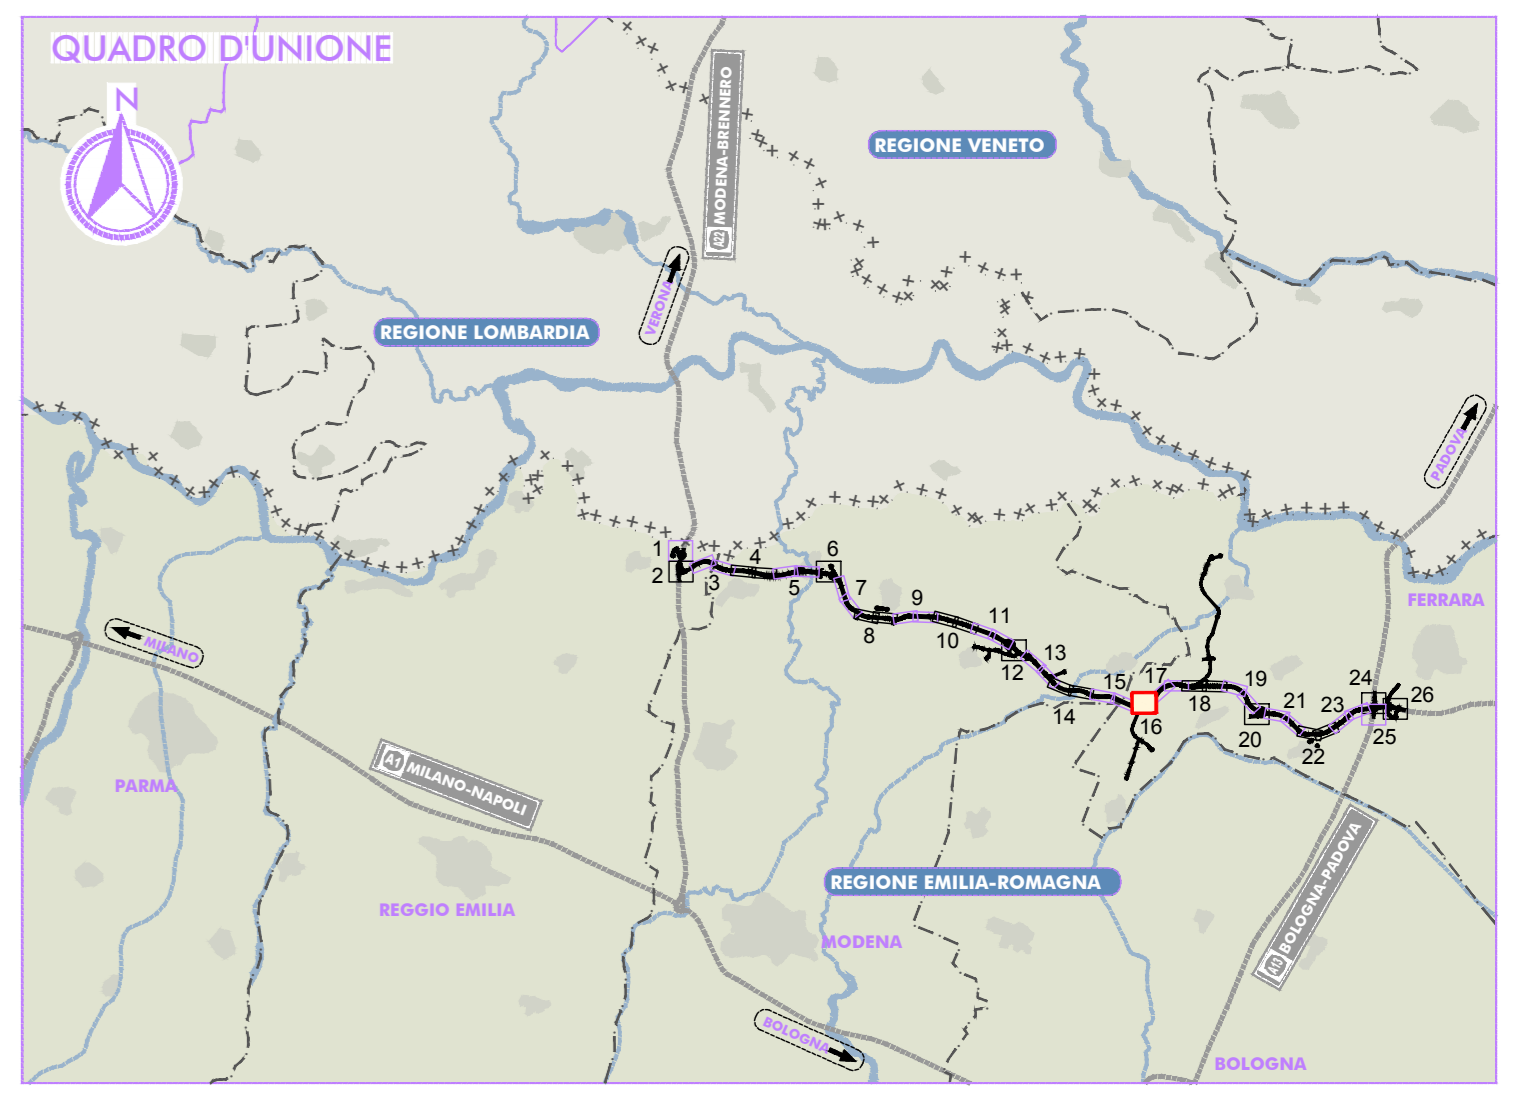 QUADRO D'UNIONE
N
A22 MODENA-BRENNERO
REGIONE VENETO
VERONA
REGIONE LOMBARDIA
PADOVA
1
2
3
4
5
6
7
8
9
10
11
12
13
14
15
16
17
18
19
20
21
22
23
24
25
26
FERRARA
MILANO
A1 MILANO-NAPOLI
PARMA
REGGIO EMILIA
REGIONE EMILIA-ROMAGNA
MODENA
A13 BOLOGNA-PADOVA
BOLOGNA
BOLOGNA